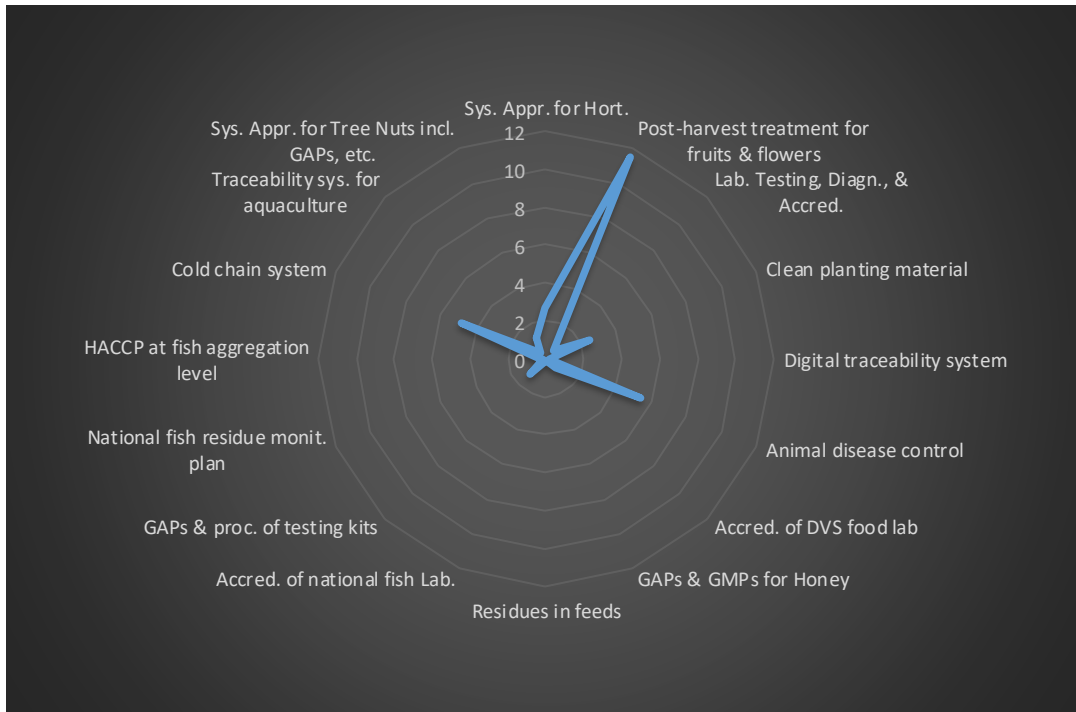 Sys. Appr. for Hort.
Post-harvest treatment for
fruits & flowers
Lab. Testing, Diagn., &
Accred.
Clean planting material
Digital traceability system
Animal disease control
Accred. of DVS food lab
GAPs & GMPs for Honey
Residues in feeds
Accred. of national fish Lab.
GAPs & proc. of testing kits
National fish residue monit.
plan
HACCP at fish aggregation
level
Cold chain system
Traceability sys. for
aquaculture
Sys. Appr. for Tree Nuts incl.
GAPs, etc.
12
10
8
6
4
2
0